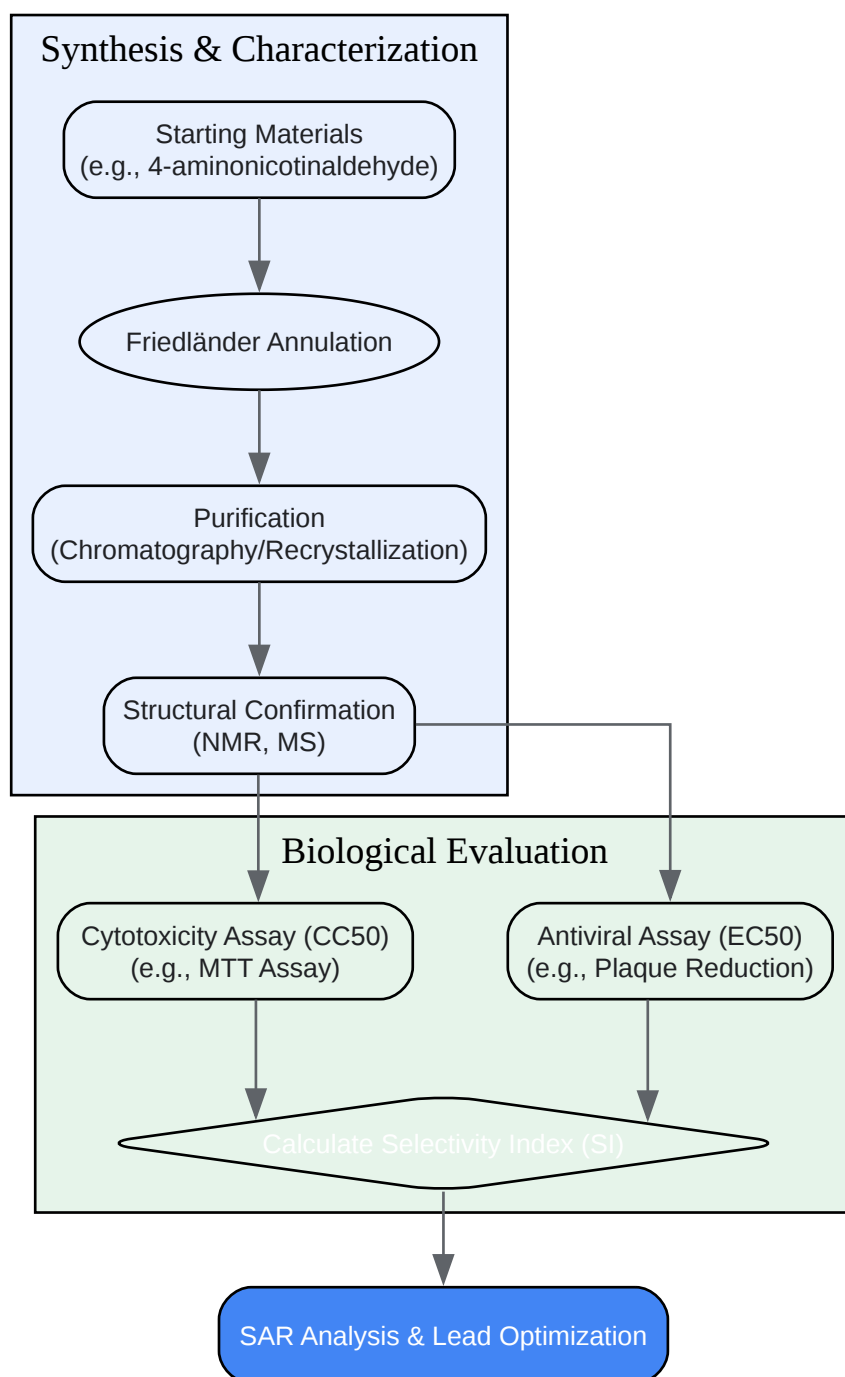 Synthesis & Characterization
Starting Materials
(e.g., 4-aminonicotinaldehyde)
Friedländer Annulation
Purification
(Chromatography/Recrystallization)
Structural Confirmation
(NMR, MS)
Biological Evaluation
Cytotoxicity Assay (CC50)
(e.g., MTT Assay)
Antiviral Assay (EC50)
(e.g., Plaque Reduction)
Calculate Selectivity Index (SI)
SAR Analysis & Lead Optimization